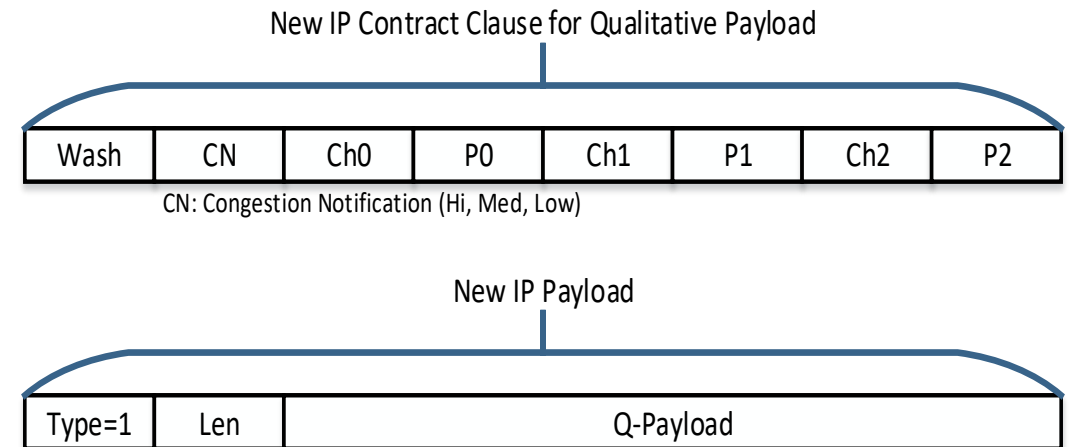 New IP Contract Clause for Qualitative Payload
Wash CN Ch0 P0 Ch1 P1 Ch2 P2
CN: Congestion Notification (Hi, Med, Low)
New IP Payload
Type=1 Len Q-Payload